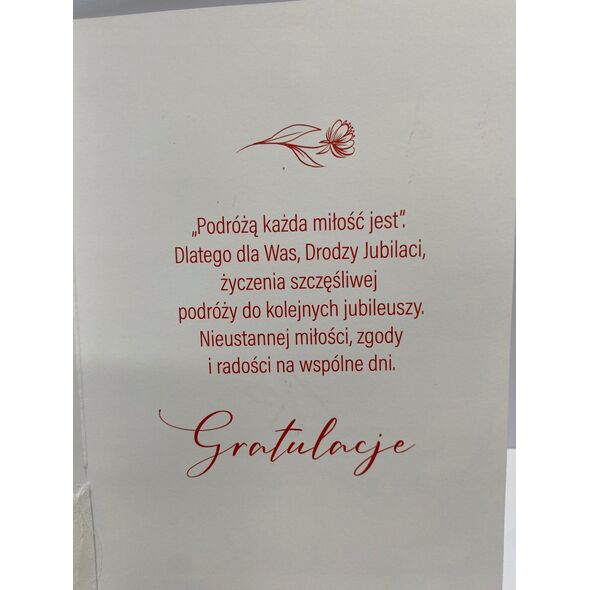 „Podróżą każda miłość jest”.
Dlatego dla Was, Drodzy Jubilaci,
życzenia szczęśliwej
podróży do kolejnych jubileuszy.
Nieustannej miłości, zgody
i radości na wspólne dni.
Gratulacje